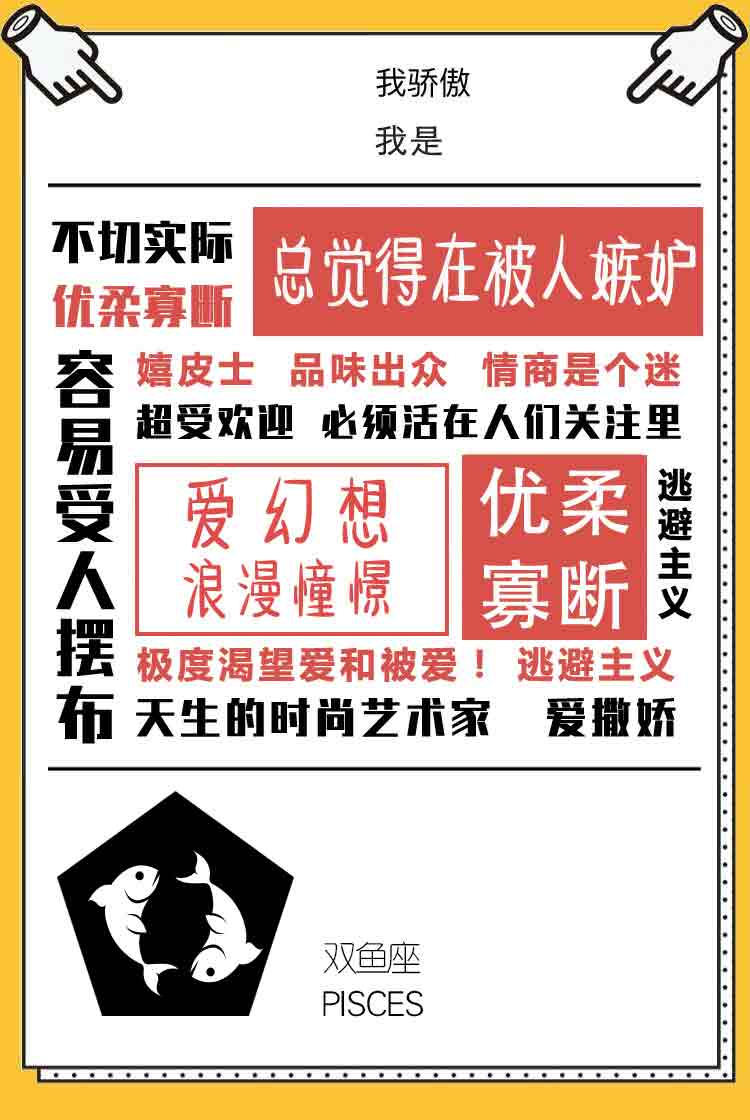 我骄傲
我是
不切实际
优柔寡断
总觉得在被人嫉妒
容易受人摆布
嬉皮士 品味出众 情商是个迷
超受欢迎 必须活在人们关注里
爱幻想
浪漫憧憬
优柔
寡断
逃避主义
极度渴望爱和被爱！ 逃避主义
天生的时尚艺术家 爱撒娇
双鱼座
PISCES